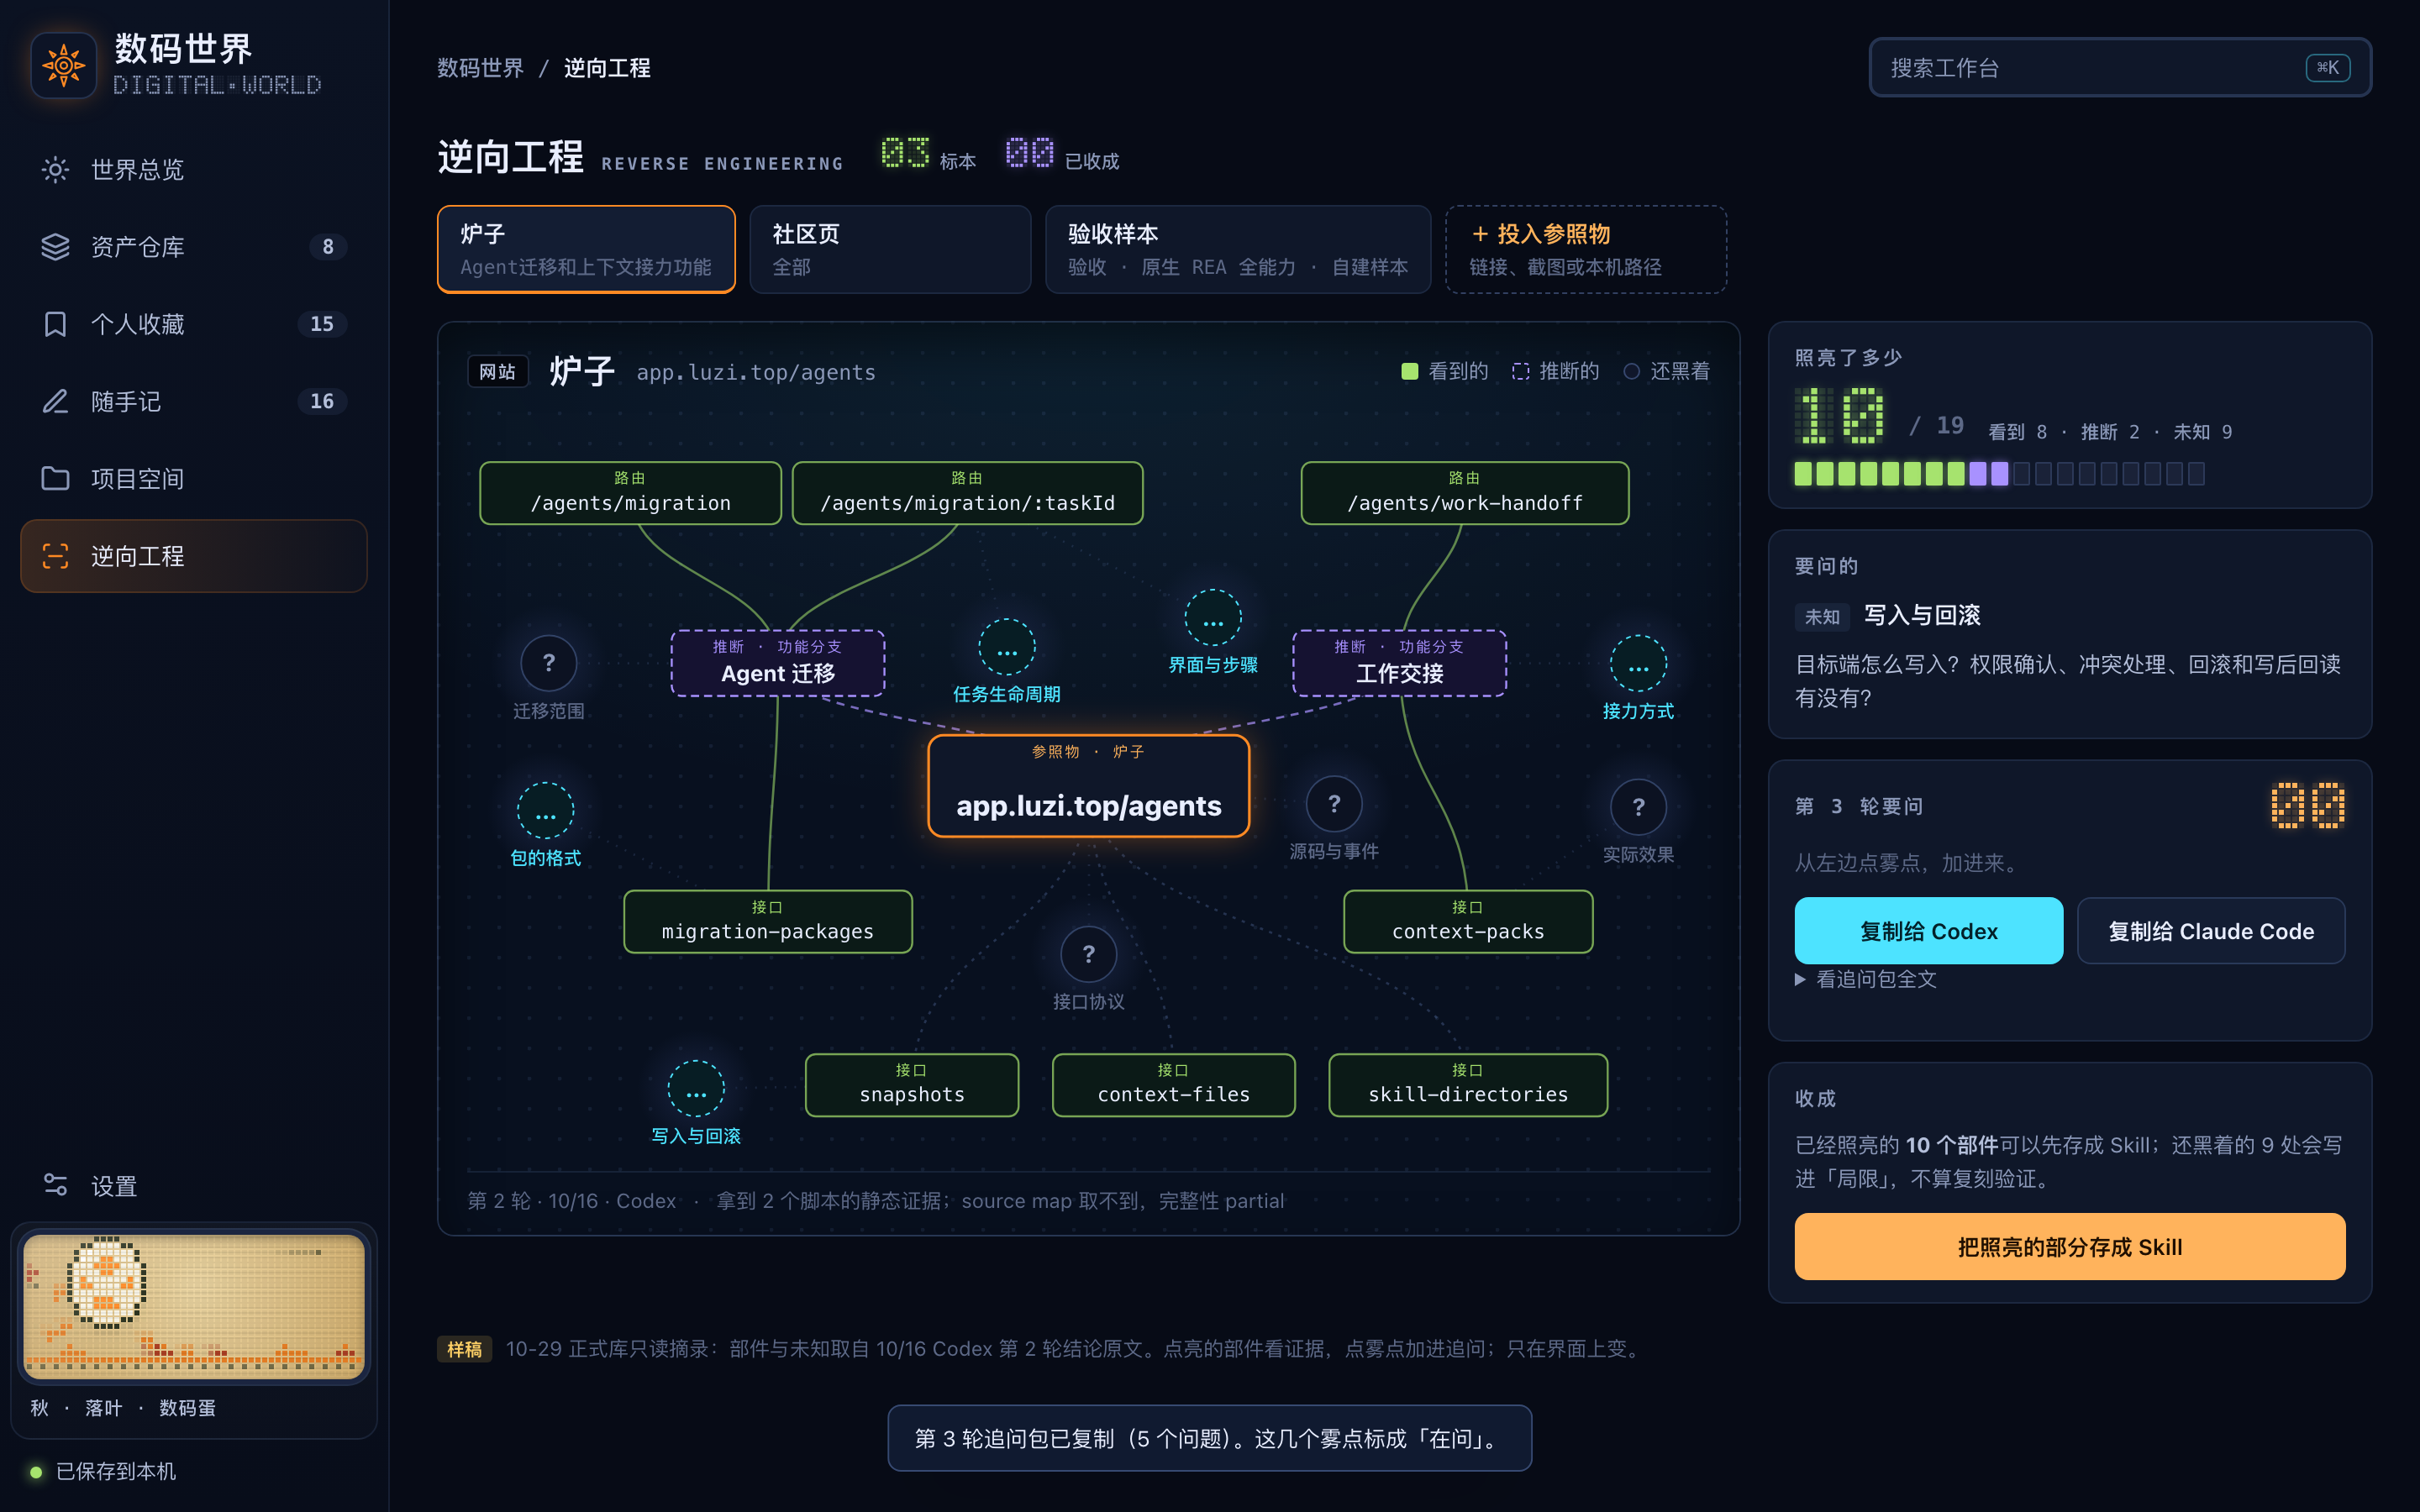 数码世界
DIGITAL·WORLD
世界总览
资产仓库 8
个人收藏 15
随手记 16
项目空间
逆向工程
设置
秋 · 落叶 · 数码蛋
已保存到本机
数码世界 / 逆向工程
搜索工作台 ⌘K
逆向工程 REVERSE ENGINEERING 03 标本 00 已收成
炉子
Agent迁移和上下文接力功能
社区页
全部
验收样本
验收 · 原生 REA 全能力 · 自建样本
+ 投入参照物
链接、截图或本机路径
网站 炉子 app.luzi.top/agents
看到的 推断的 还黑着
路由
/agents/migration
路由
/agents/migration/:taskId
路由
/agents/work-handoff
?
迁移范围
推断 · 功能分支
Agent 迁移
...
任务生命周期
...
界面与步骤
推断 · 功能分支
工作交接
...
接力方式
...
包的格式
参照物 · 炉子
app.luzi.top/agents
?
源码与事件
?
实际效果
接口
migration-packages
?
接口协议
接口
context-packs
...
写入与回滚
接口
snapshots
接口
context-files
接口
skill-directories
第 2 轮 · 10/16 · Codex · 拿到 2 个脚本的静态证据；source map 取不到，完整性 partial
照亮了多少
10 / 19 看到 8 · 推断 2 · 未知 9
要问的
未知 写入与回滚
目标端怎么写入？权限确认、冲突处理、回滚和写后回读
有没有？
第 3 轮要问 00
从左边点雾点，加进来。
复制给 Codex
复制给 Claude Code
▶ 看追问包全文
收成
已经照亮的 10 个部件可以先存成 Skill；还黑着的 9 处会写
进「局限」，不算复刻验证。
把照亮的部分存成 Skill
样稿 10-29 正式库只读摘录：部件与未知取自 10/16 Codex 第 2 轮结论原文。点亮的部件看证据，点雾点加进追问；只在界面上变。
第 3 轮追问包已复制（5 个问题）。这几个雾点标成「在问」。